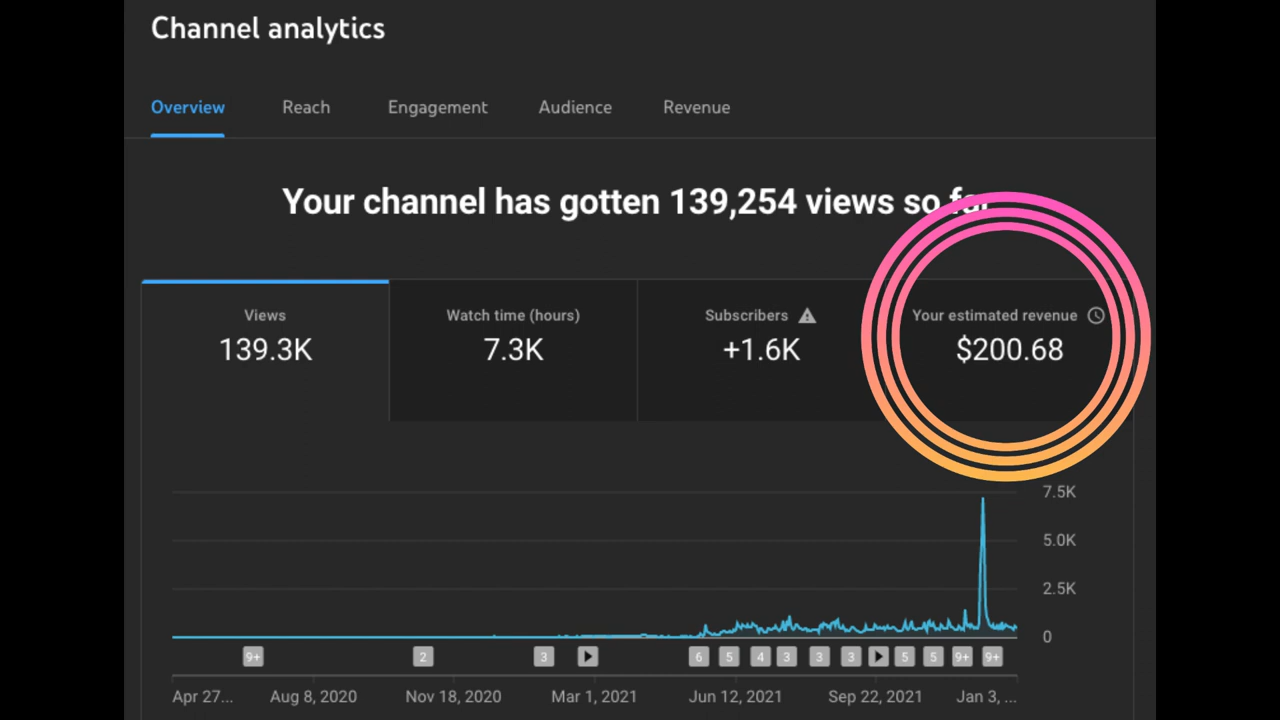 Channel analytics
Overview Reach Engagement Audience Revenue
Your channel has gotten 139,254 views so far
Views Watch time (hours) Subscribers Your estimated revenue
139.3K 7.3K +1.6K $200.68
7.5K
5.0K
2.5K
0
9+ 2 3 6 5 4 3 3 3 5 5 9+ 9+
Apr 27... Aug 8, 2020 Nov 18, 2020 Mar 1, 2021 Jun 12, 2021 Sep 22, 2021 Jan 3, ...